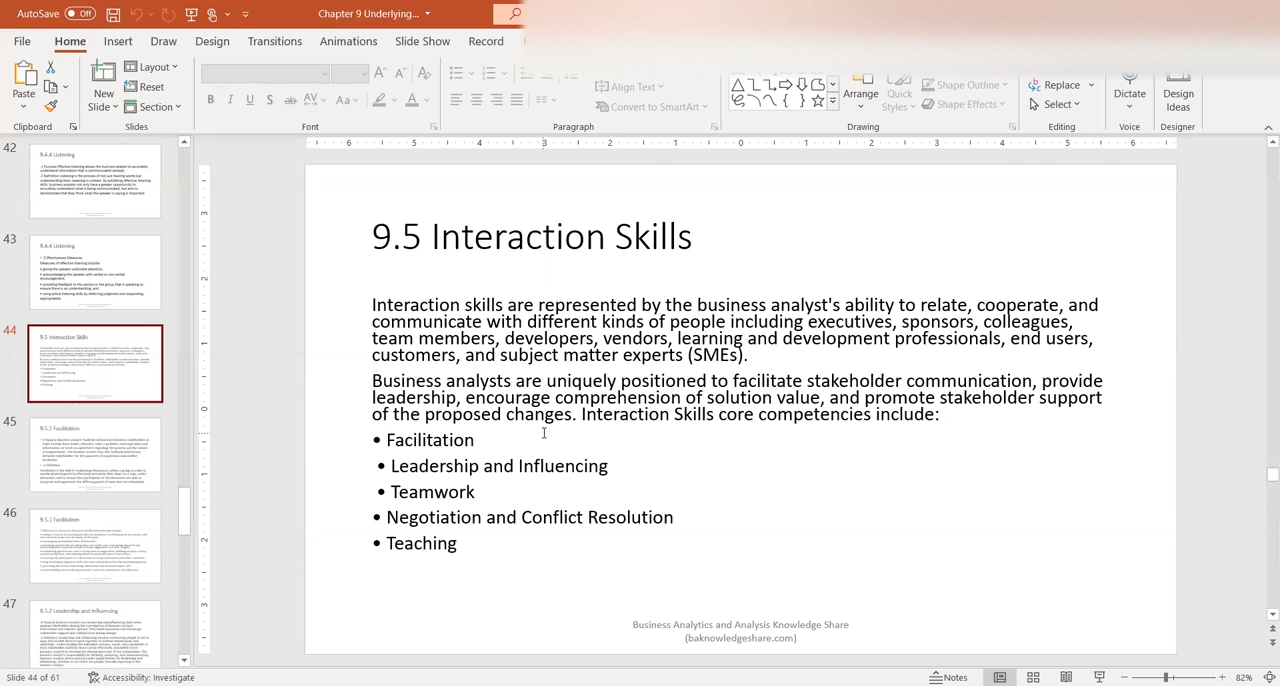 AutoSave Off Chapter 9 Underlying...
File Home Insert Draw Design Transitions Animations Slide Show Record
Paste New Slide Layout Reset Section
Align Text Convert to SmartArt
Arrange Quick Styles Shape Outline Shape Effects
Replace Select Dictate Design Ideas
Clipboard Slides Font Paragraph Drawing Editing Voice Designer
42
9.4.4 Listening
43
9.4.4 Listening
44
9.5 Interaction Skills
45
9.5.1 Facilitation
46
9.5.1 Facilitation
47
9.5.2 Leadership and Influencing
9.5 Interaction Skills
Interaction skills are represented by the business analyst's ability to relate, cooperate, and
communicate with different kinds of people including executives, sponsors, colleagues,
team members, developers, vendors, learning and development professionals, end users,
customers, and subject matter experts (SMEs).
Business analysts are uniquely positioned to facilitate stakeholder communication, provide
leadership, encourage comprehension of solution value, and promote stakeholder support
of the proposed changes. Interaction Skills core competencies include:
• Facilitation
• Leadership and Influencing
• Teamwork
• Negotiation and Conflict Resolution
• Teaching
Business Analytics and Analysis Knowledge Share
(baknowledgeshare.com)
Slide 44 of 61 Accessibility: Investigate Notes 82%